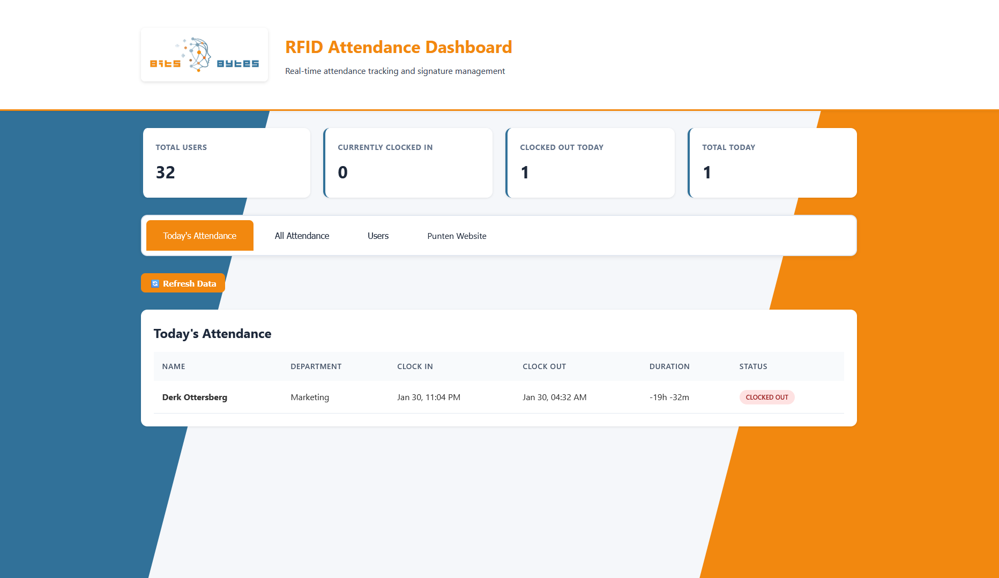 Bits Bytes
RFID Attendance Dashboard
Real-time attendance tracking and signature management
TOTAL USERS
32
CURRENTLY CLOCKED IN
0
CLOCKED OUT TODAY
1
TOTAL TODAY
1
Today's Attendance All Attendance Users Punten Website
Refresh Data
Today's Attendance
NAME DEPARTMENT CLOCK IN CLOCK OUT DURATION STATUS
Derk Ottersberg Marketing Jan 30, 11:04 PM Jan 30, 04:32 AM -19h -32m CLOCKED OUT